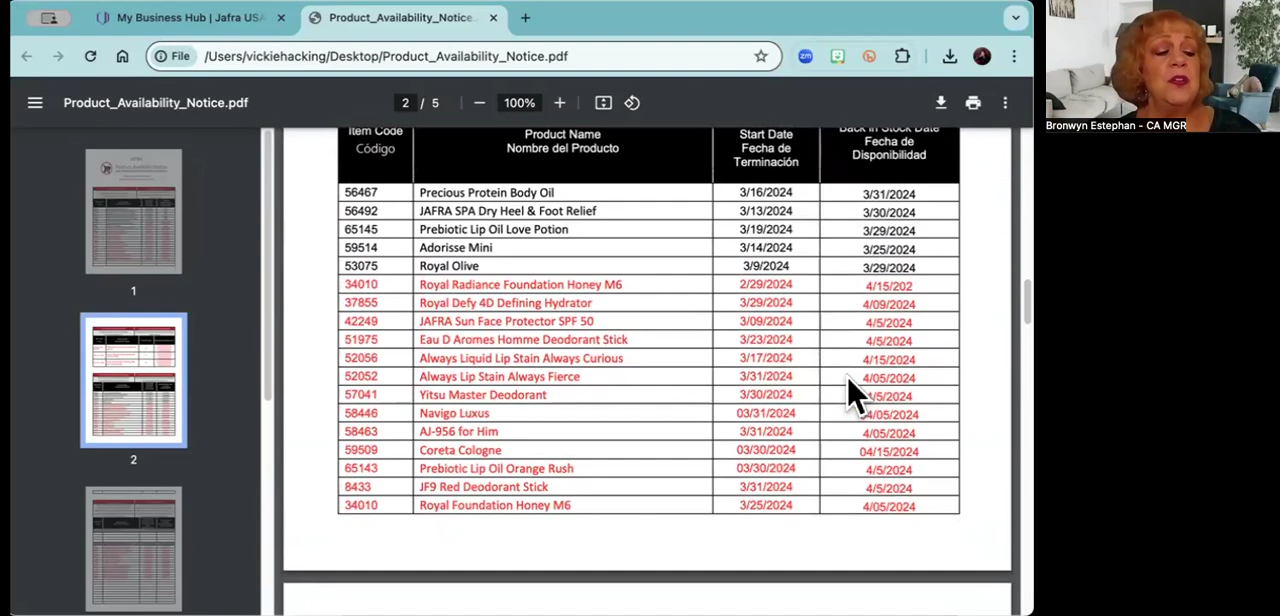 My Business Hub | Jafra USA
Product_Availability_Notice.
File /Users/vickiehacking/Desktop/Product_Availability_Notice.pdf
zm
Product_Availability_Notice.pdf 2 / 5 100%
Item Code Product Name Start Date Back in Stock Date
Código Nombre del Producto Fecha de Terminación Fecha de Disponibilidad
56467 Precious Protein Body Oil 3/16/2024 3/31/2024
56492 JAFRA SPA Dry Heel & Foot Relief 3/13/2024 3/30/2024
65145 Prebiotic Lip Oil Love Potion 3/19/2024 3/29/2024
59514 Adorisse Mini 3/14/2024 3/25/2024
53075 Royal Olive 3/9/2024 3/29/2024
34010 Royal Radiance Foundation Honey M6 2/29/2024 4/15/202
37855 Royal Defy 4D Defining Hydrator 3/29/2024 4/09/2024
42249 JAFRA Sun Face Protector SPF 50 3/09/2024 4/5/2024
51975 Eau D Aromes Homme Deodorant Stick 3/23/2024 4/5/2024
52056 Always Liquid Lip Stain Always Curious 3/17/2024 4/15/2024
52052 Always Lip Stain Always Fierce 3/31/2024 4/05/2024
57041 Yitsu Master Deodorant 3/30/2024 /5/2024
58446 Navigo Luxus 03/31/2024 4/05/2024
58463 AJ-956 for Him 3/31/2024 4/05/2024
59509 Coreta Cologne 03/30/2024 04/15/2024
65143 Prebiotic Lip Oil Orange Rush 03/30/2024 4/5/2024
8433 JF9 Red Deodorant Stick 3/31/2024 4/5/2024
34010 Royal Foundation Honey M6 3/25/2024 4/05/2024
1
2
Bronwyn Estephan - CA MGR